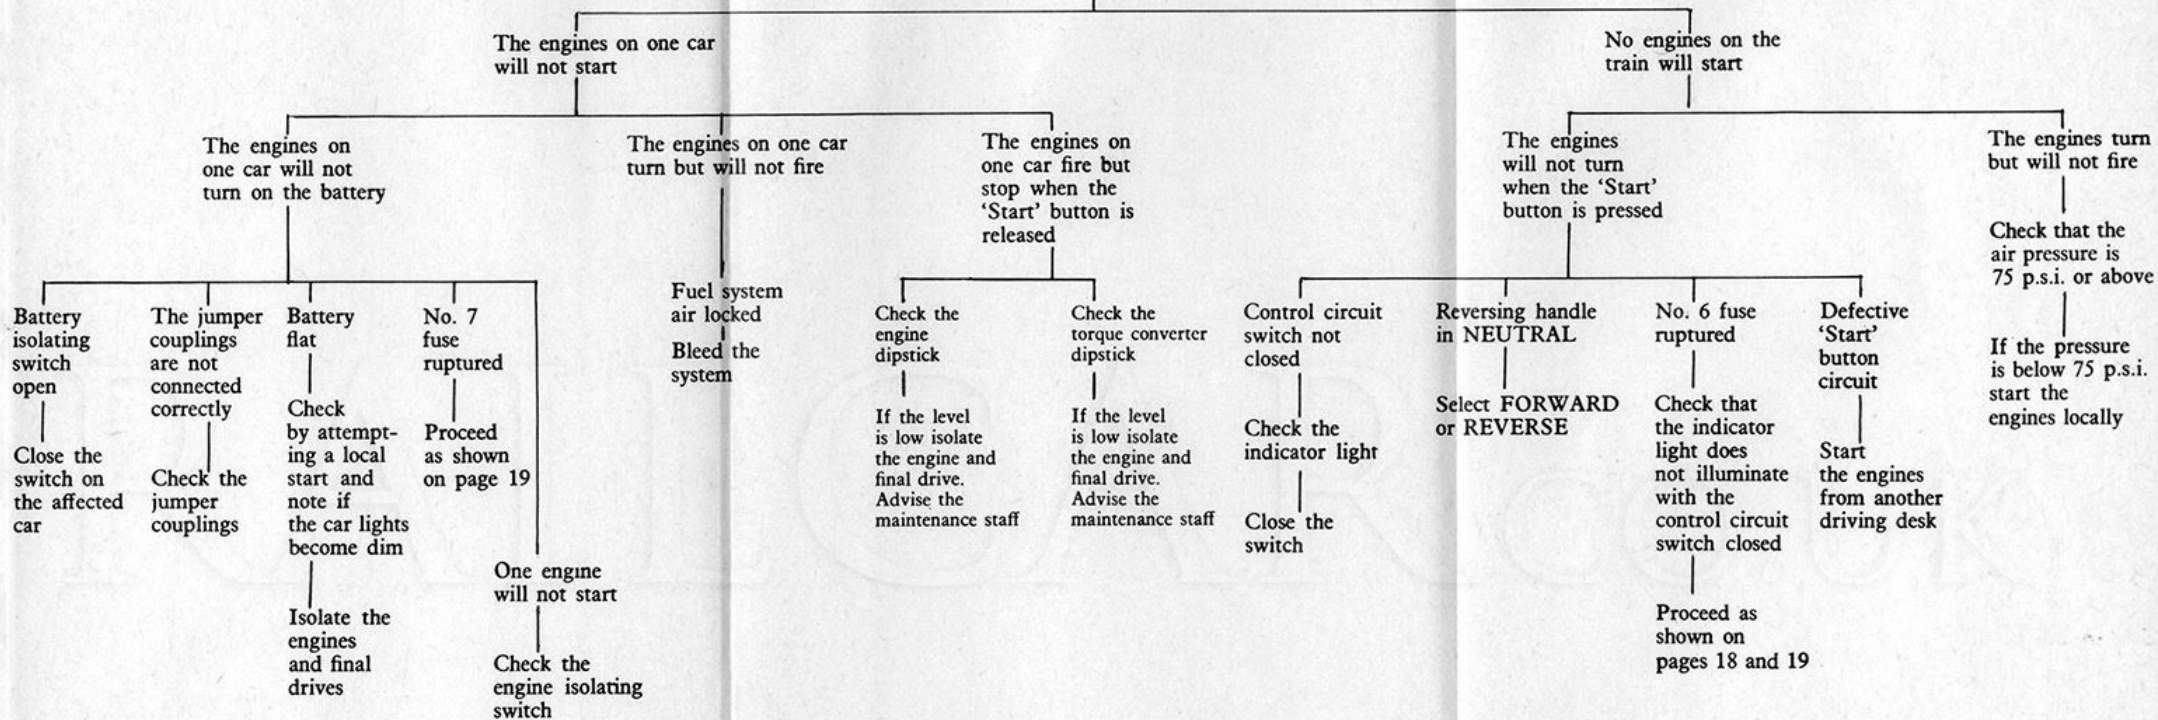 The engines on one car
will not start
No engines on the
train will start
The engines on
one car will not
turn on the battery
The engines on one car
turn but will not fire
The engines on
one car fire but
stop when the
‘Start’ button is
released
The engines
will not turn
when the ‘Start’
button is pressed
The engines turn
but will not fire
Battery
isolating
switch
open
Close the
switch on
the affected
car
The jumper
couplings
are not
connected
correctly
Check the
jumper
couplings
Battery
flat
Check
by attempt-
ing a local
start and
note if
the car lights
become dim
Isolate the
engines
and final
drives
No. 7
fuse
ruptured
Proceed
as shown
on page 19
One engine
will not start
Check the
engine isolating
switch
Fuel system
air locked
Bleed the
system
Check the
engine
dipstick
If the level
is low isolate
the engine and
final drive.
Advise the
maintenance staff
Check the
torque converter
dipstick
If the level
is low isolate
the engine and
final drive.
Advise the
maintenance staff
Control circuit
switch not
closed
Check the
indicator light
Close the
switch
Reversing handle
in NEUTRAL
Select FORWARD
or REVERSE
No. 6 fuse
ruptured
Check that
the indicator
light does
not illuminate
with the
control circuit
switch closed
Proceed as
shown on
pages 18 and 19
Defective
‘Start’
button
circuit
Start
the engines
from another
driving desk
Check that the
air pressure is
75 p.s.i. or above
If the pressure
is below 75 p.s.i.
start the
engines locally